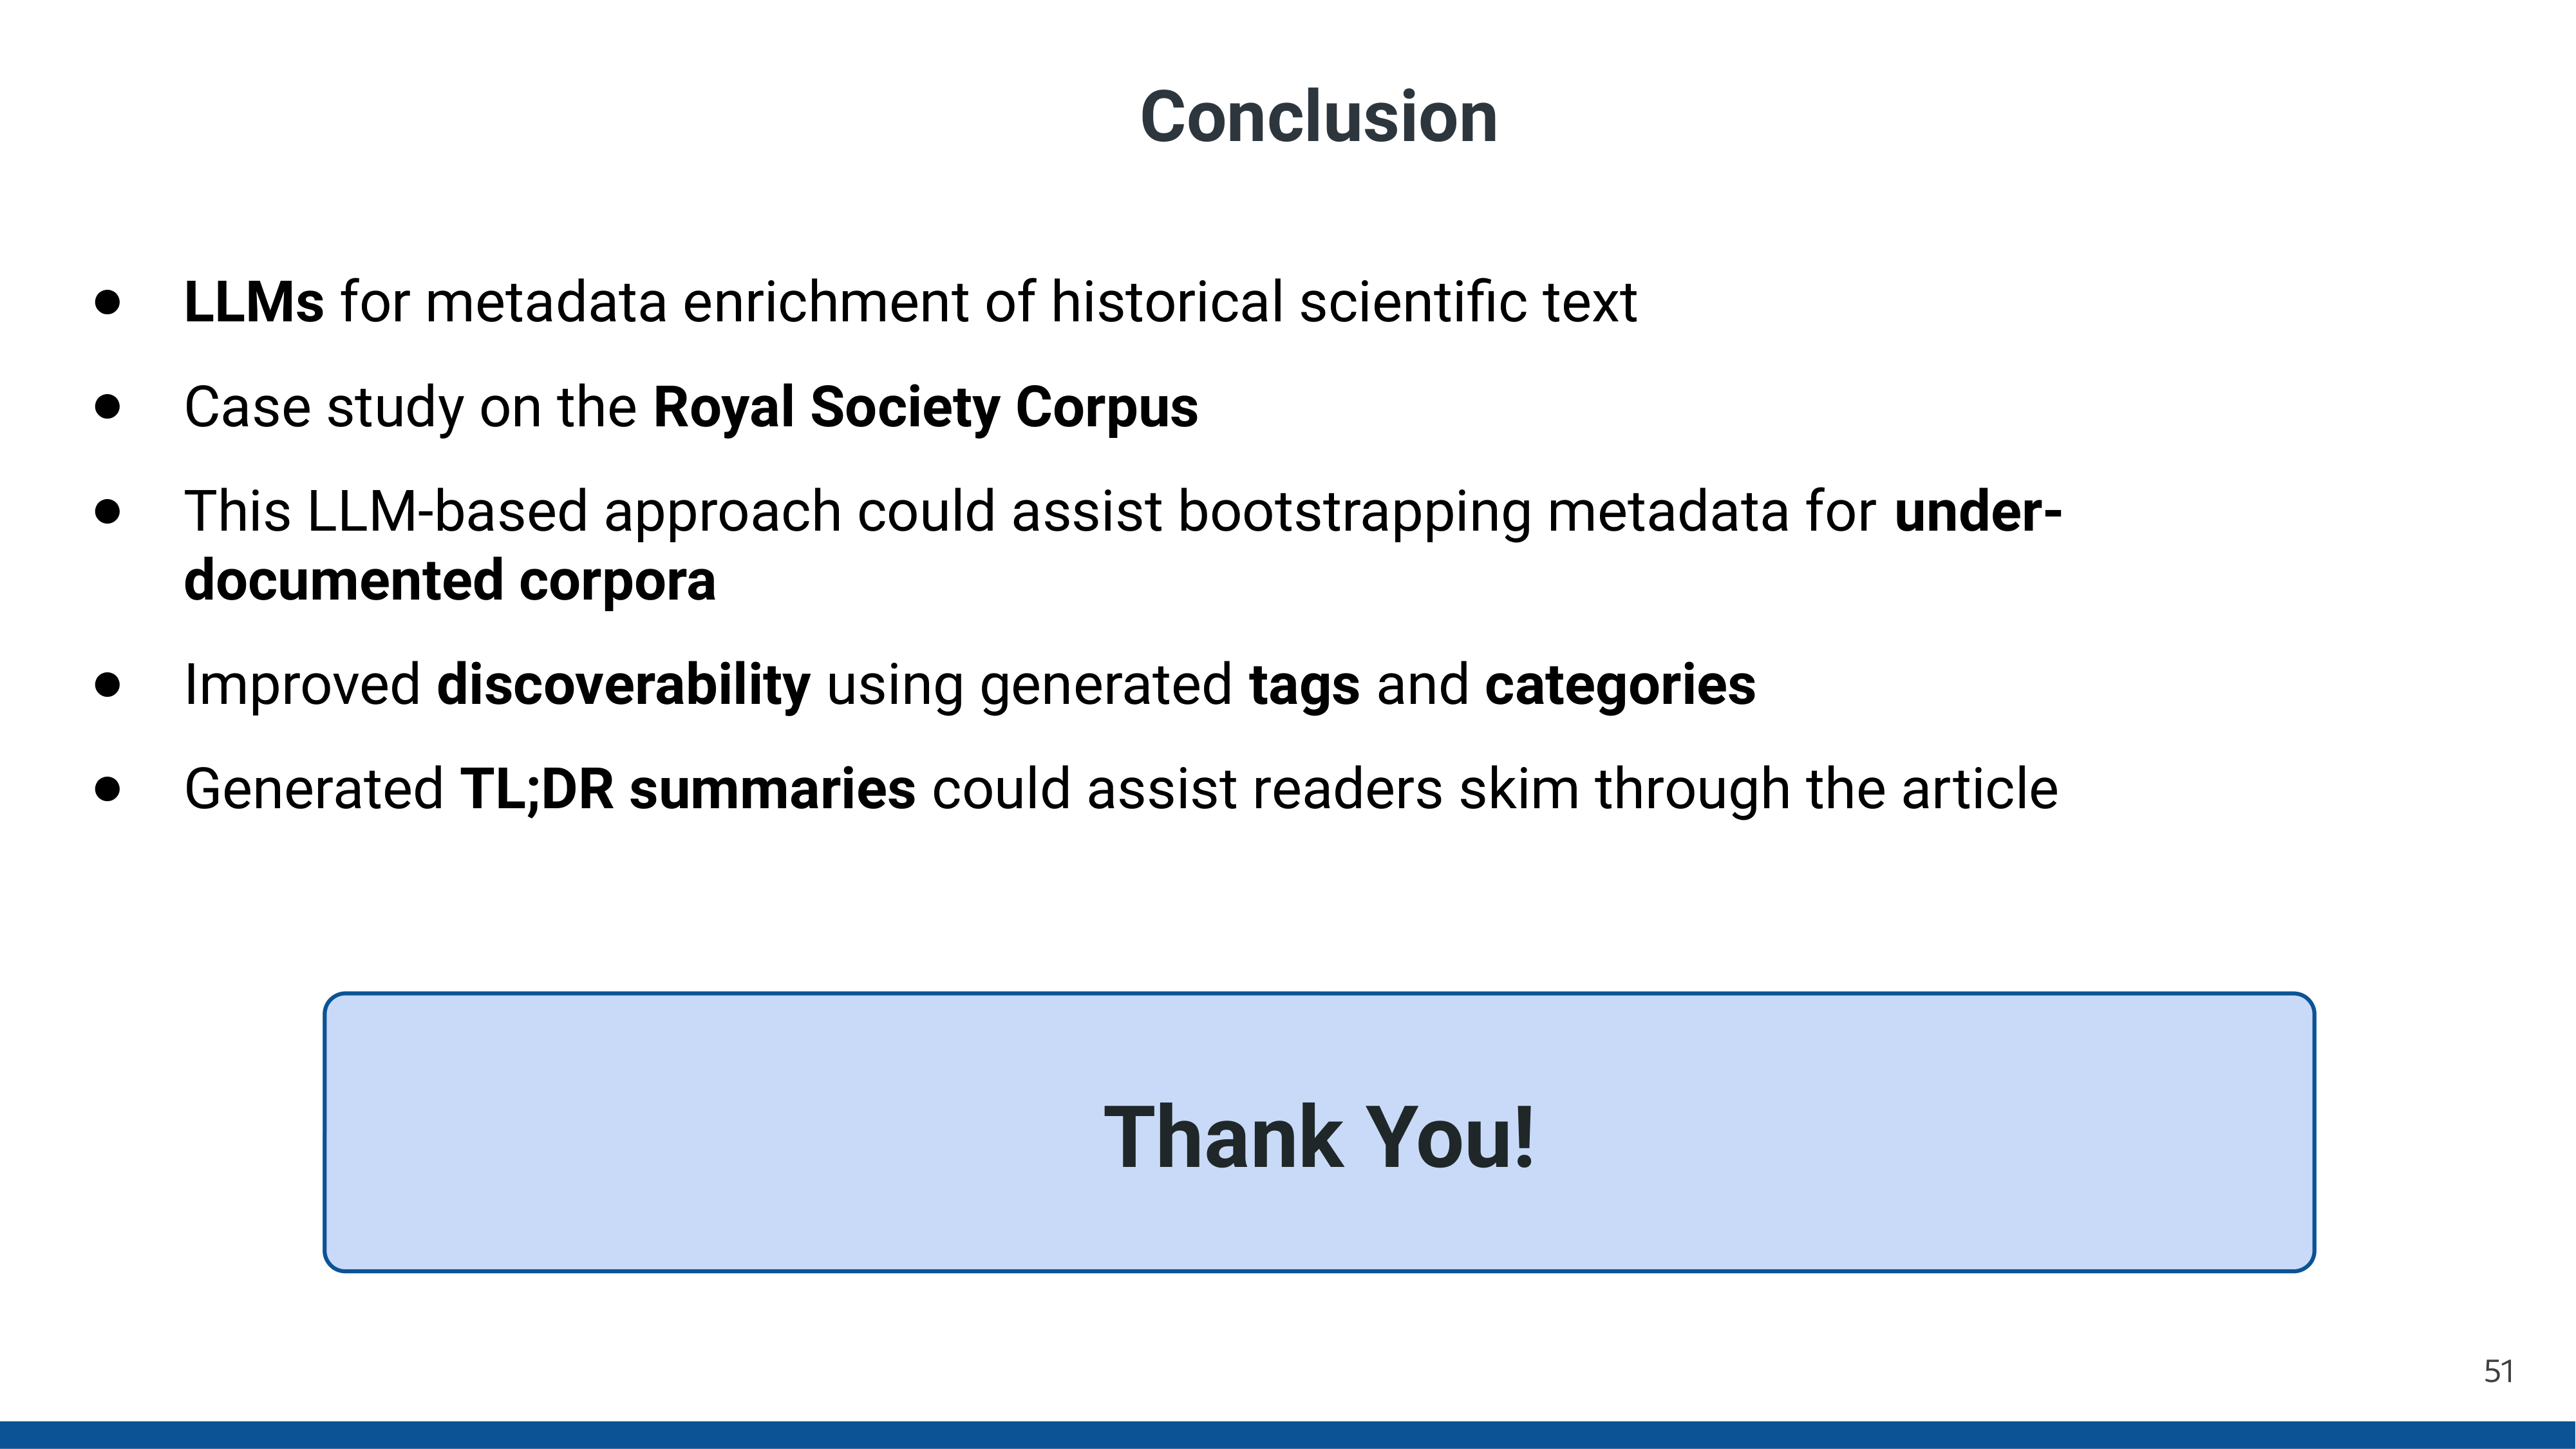 Conclusion
● LLMs for metadata enrichment of historical scientific text
● Case study on the Royal Society Corpus
● This LLM-based approach could assist bootstrapping metadata for under-
documented corpora
● Improved discoverability using generated tags and categories
● Generated TL;DR summaries could assist readers skim through the article
Thank You!
51